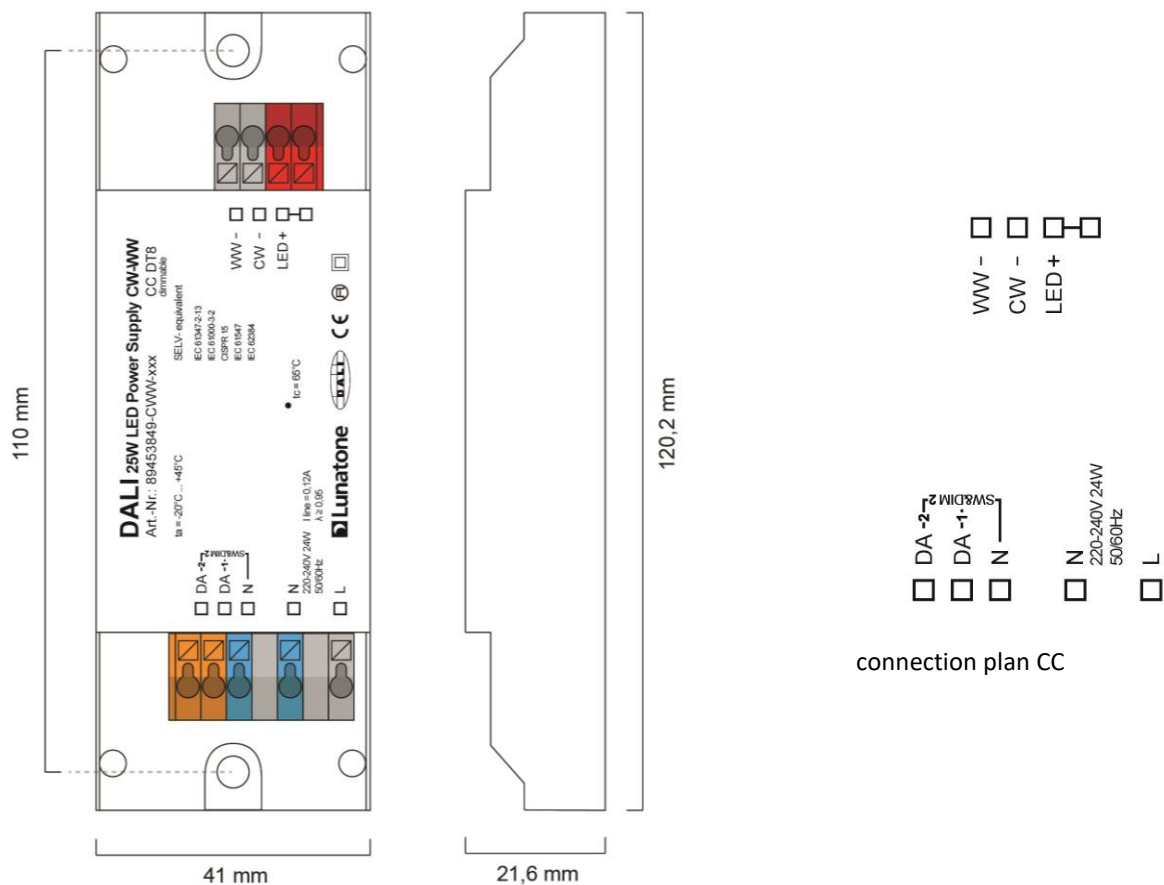 110 mm
DALI 25W LED Power Supply CW-WW
Art.-Nr.: 89453849-CWW-xxx
CC DT8
dimmable
ta = -20°C ... +45°C
SELV- equivalent
IEC 61347-2-13
IEC 61000-3-2
CISPR 15
IEC 61547
IEC 62384
WW -
CW -
LED +
tc = 65°C
DA -2-
DA -1-
N
SW&DIM 2
N
220-240V 24W
50/60Hz
I line = 0,12A
λ ≥ 0,95
L
Lunatone
DALI
CE
41 mm
21,6 mm
120,2 mm
WW -
CW -
LED +
DA -2-
DA -1-
N
SW&DIM 2
N
220-240V 24W
50/60Hz
L
connection plan CC